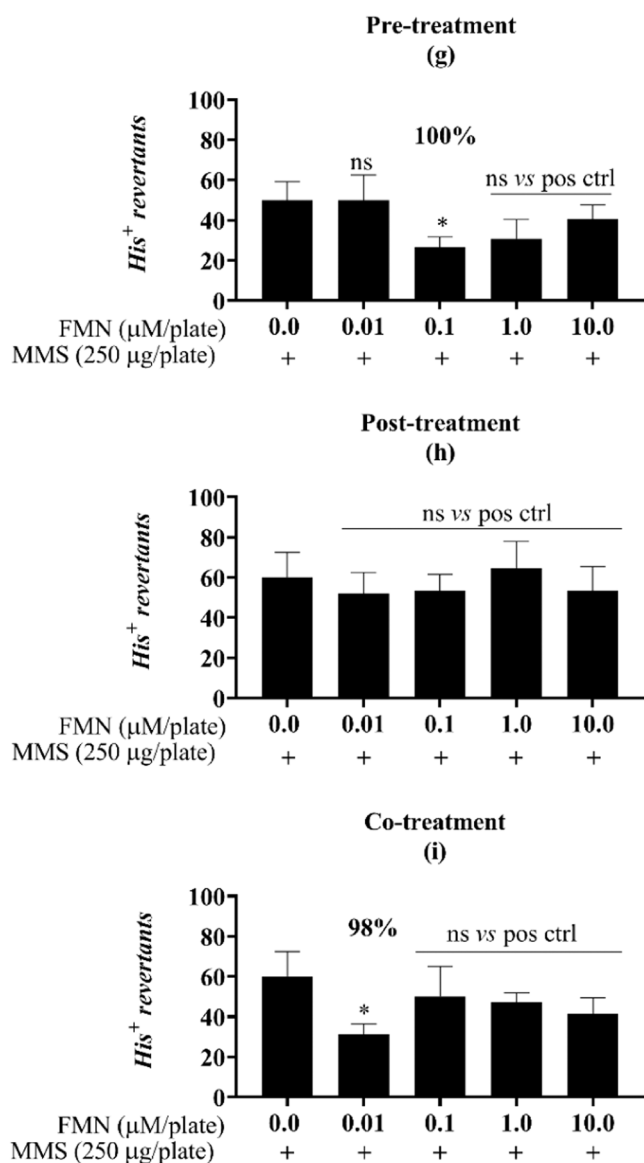 Pre-treatment
(g)
100
80
60
40
20
0
His+ revertants
100%
ns
*
ns vs pos ctrl
FMN (μM/plate) 0.0 0.01 0.1 1.0 10.0
MMS (250 μg/plate) + + + + +
Post-treatment
(h)
100
80
60
40
20
0
His+ revertants
ns vs pos ctrl
FMN (μM/plate) 0.0 0.01 0.1 1.0 10.0
MMS (250 μg/plate) + + + + +
Co-treatment
(i)
100
80
60
40
20
0
His+ revertants
98%
*
ns vs pos ctrl
FMN (μM/plate) 0.0 0.01 0.1 1.0 10.0
MMS (250 μg/plate) + + + + +